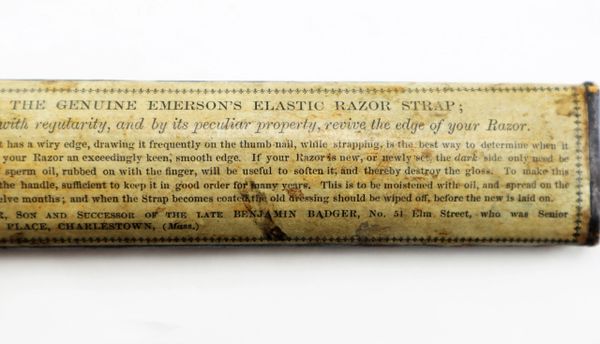 THE GENUINE EMERSON'S ELASTIC RAZOR STRAP;
with regularity, and by its peculiar property, revive the edge of your Razor.
t has a wiry edge, drawing it frequently on the thumb-nail, while strapping, is the best way to determine when it
your Razor an exceedingly keen, smooth edge. If your Razor is new, or newly set, the dark side only need be
sperm oil, rubbed on with the finger, will be useful to soften it, and thereby destroy the gloss. To make this
the handle, sufficient to keep it in good order for many years. This is to be moistened with oil, and spread on the
elve months; and when the Strap becomes coated, the old dressing should be wiped off, before the new is laid on.
R, SON AND SUCCESSOR OF THE LATE BENJAMIN BADGER, No. 51 Elm Street, who was Senior
PLACE, CHARLESTOWN, (Mass.)